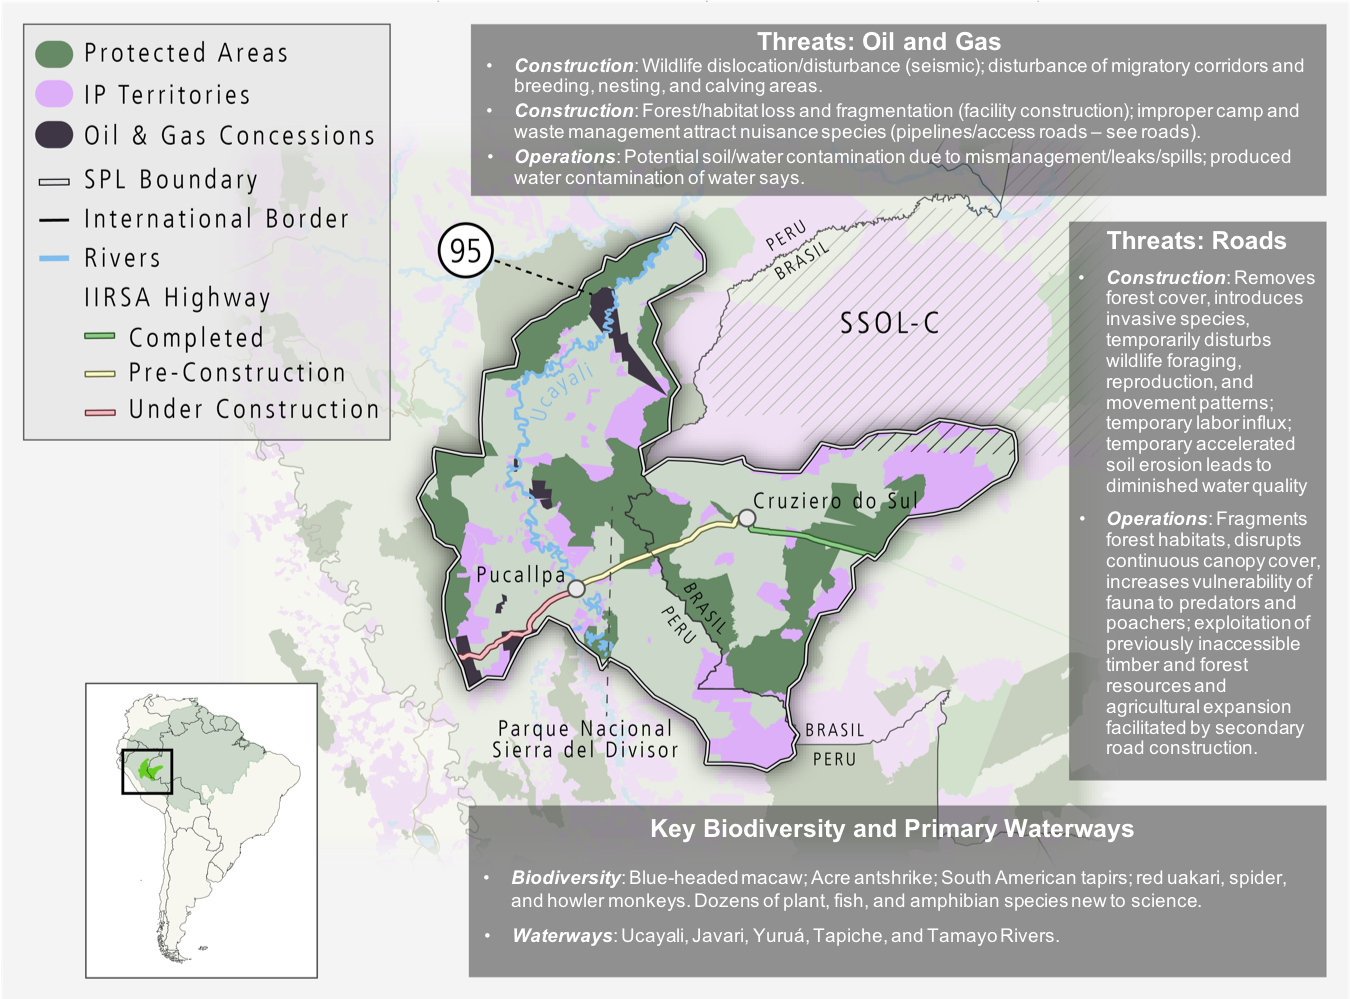 Protected Areas
IP Territories
Oil & Gas Concessions
SPL Boundary
International Border
Rivers
IIRSA Highway
Completed
Pre-Construction
Under Construction
Threats: Oil and Gas
• Construction: Wildlife dislocation/disturbance (seismic); disturbance of migratory corridors and
breeding, nesting, and calving areas.
• Construction: Forest/habitat loss and fragmentation (facility construction); improper camp and
waste management attract nuisance species (pipelines/access roads – see roads).
• Operations: Potential soil/water contamination due to mismanagement/leaks/spills; produced
water contamination of water says.
95
PERU
BRASIL
SSOL-C
Ucayali
Cruziero do Sul
Pucallpa
BRASIL
PERU
Parque Nacional
Sierra del Divisor
BRASIL
PERU
Threats: Roads
• Construction: Removes
forest cover, introduces
invasive species,
temporarily disturbs
wildlife foraging,
reproduction, and
movement patterns;
temporary labor influx;
temporary accelerated
soil erosion leads to
diminished water quality
• Operations: Fragments
forest habitats, disrupts
continuous canopy cover,
increases vulnerability of
fauna to predators and
poachers; exploitation of
previously inaccessible
timber and forest
resources and
agricultural expansion
facilitated by secondary
road construction.
Key Biodiversity and Primary Waterways
• Biodiversity: Blue-headed macaw; Acre antshrike; South American tapirs; red uakari, spider,
and howler monkeys. Dozens of plant, fish, and amphibian species new to science.
• Waterways: Ucayali, Javari, Yuruá, Tapiche, and Tamayo Rivers.